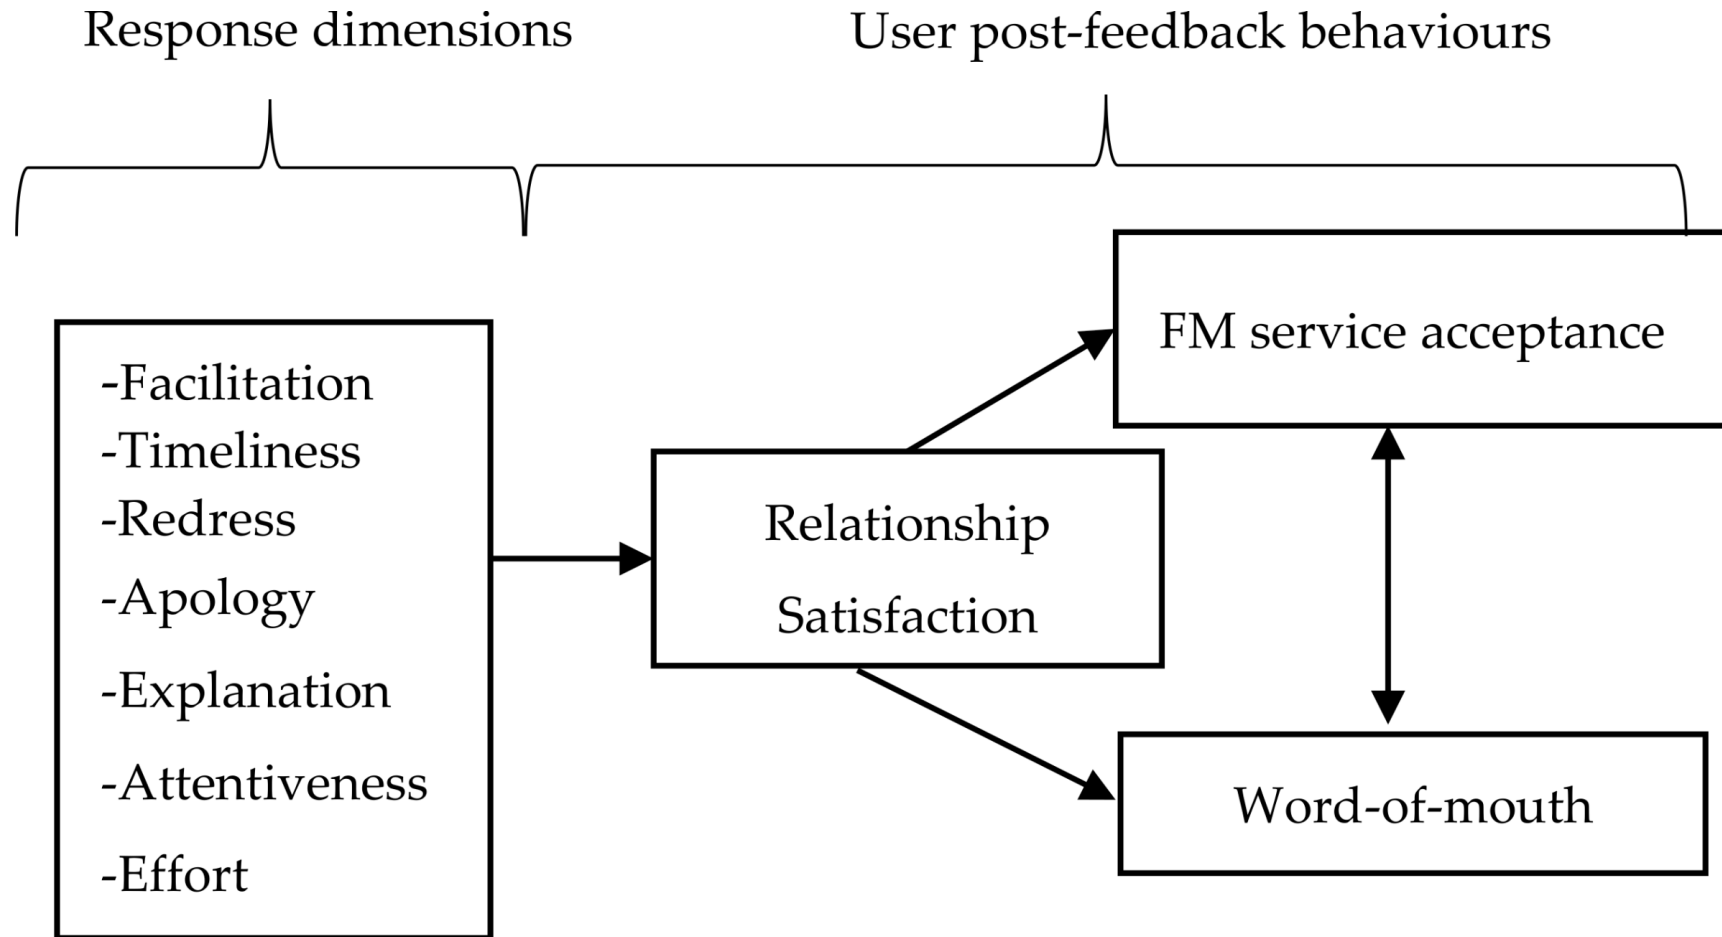 Response dimensions
User post-feedback behaviours
-Facilitation
-Timeliness
-Redress
-Apology
-Explanation
-Attentiveness
-Effort
Relationship
Satisfaction
FM service acceptance
Word-of-mouth